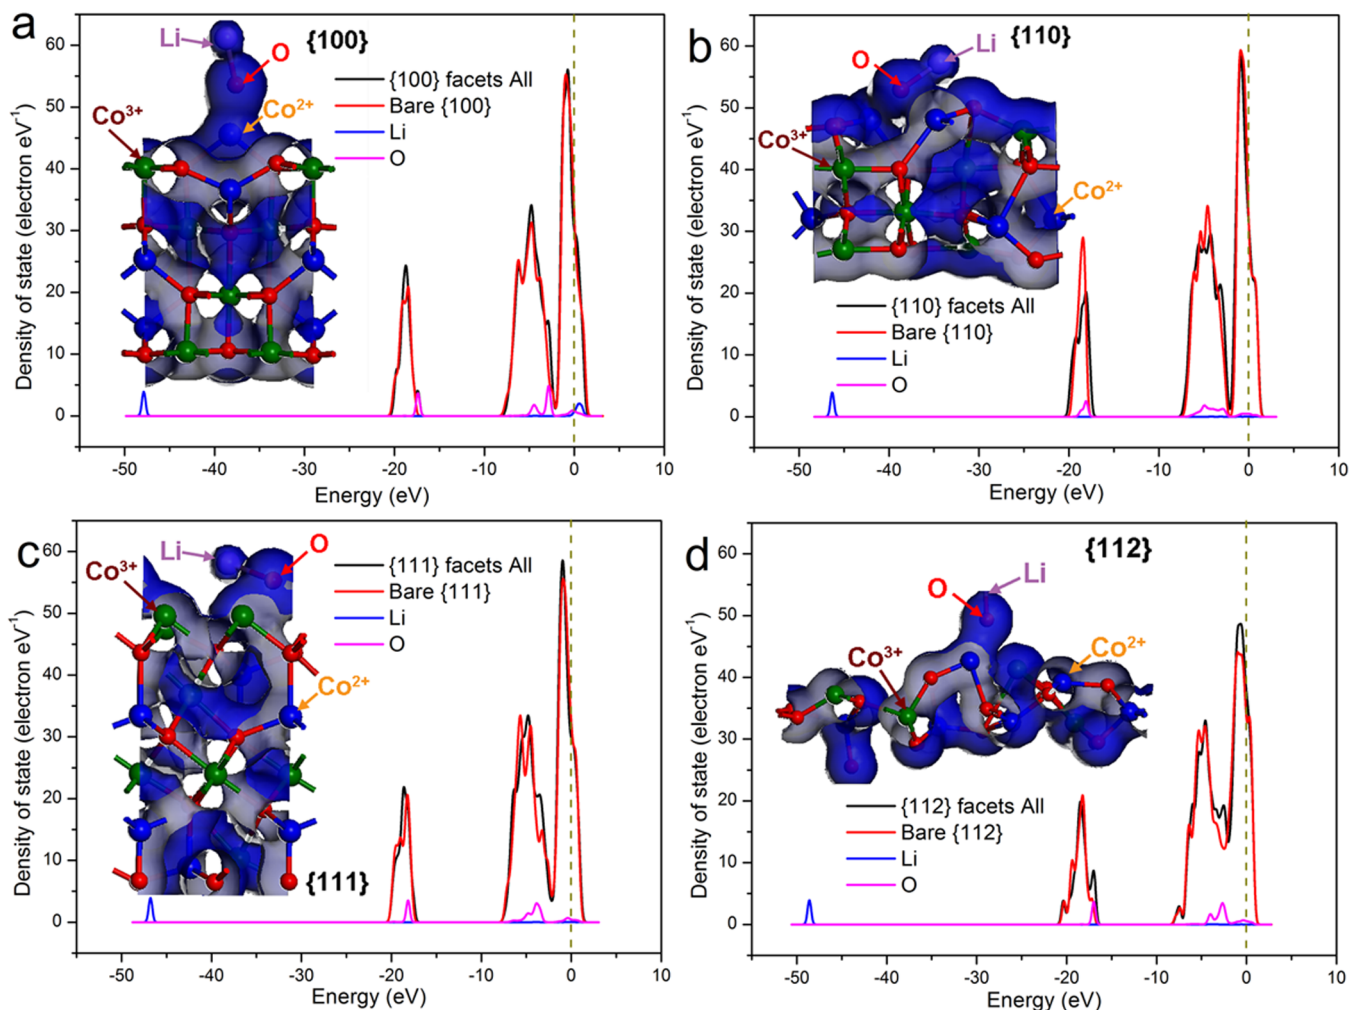 a
Li
O
{100}
Co3+
Co2+
{100} facets All
Bare {100}
Li
O
Density of state (electron eV-1)
60
50
40
30
20
10
0
-50 -40 -30 -20 -10 0 10
Energy (eV)
b
Li
O
{110}
Co3+
Co2+
{110} facets All
Bare {110}
Li
O
Density of state (electron eV-1)
60
50
40
30
20
10
0
-50 -40 -30 -20 -10 0 10
Energy (eV)
c
Li
O
Co3+
Co2+
{111}
{111} facets All
Bare {111}
Li
O
Density of state (electron eV-1)
60
50
40
30
20
10
0
-50 -40 -30 -20 -10 0 10
Energy (eV)
d
{112}
Li
O
Co3+
Co2+
{112} facets All
Bare {112}
Li
O
Density of state (electron eV-1)
60
50
40
30
20
10
0
-50 -40 -30 -20 -10 0 10
Energy (eV)